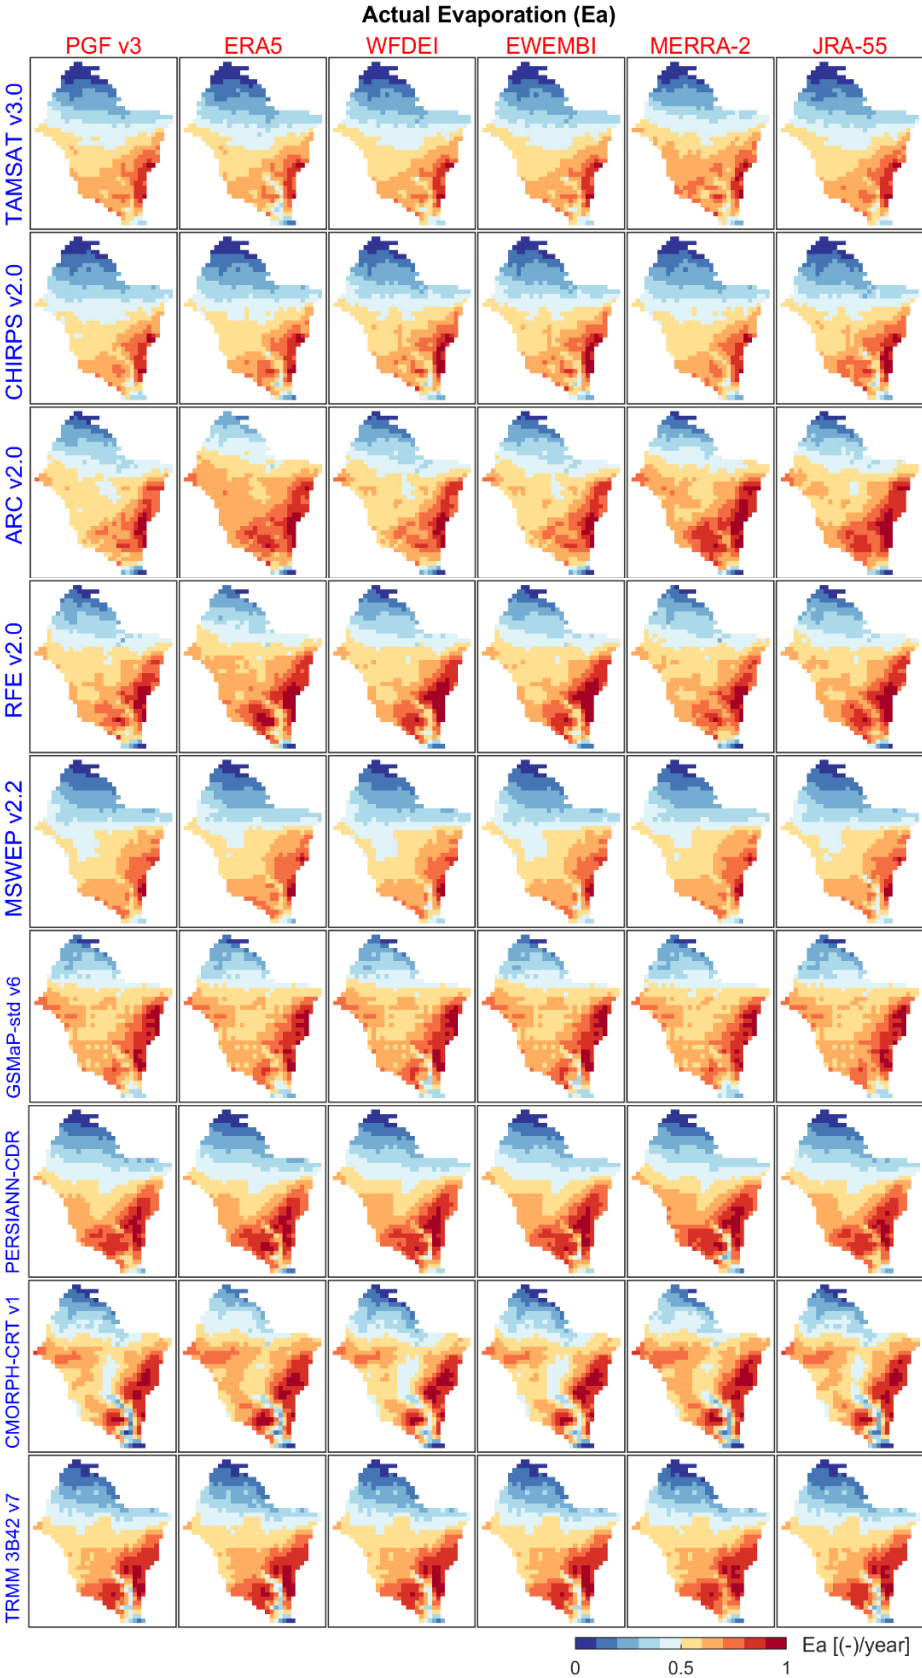 Actual Evaporation (Ea)
PGF v3 ERA5 WFDEI EWEMBI MERRA-2 JRA-55
TAMSAT v3.0
CHIRPS v2.0
ARC v2.0
RFE v2.0
MSWEP v2.2
GSMaP-std v6
PERSIANN-CDR
CMORPH-CRT v1
TRMM 3B42 v7
Ea [(-)/year]
0 0.5 1